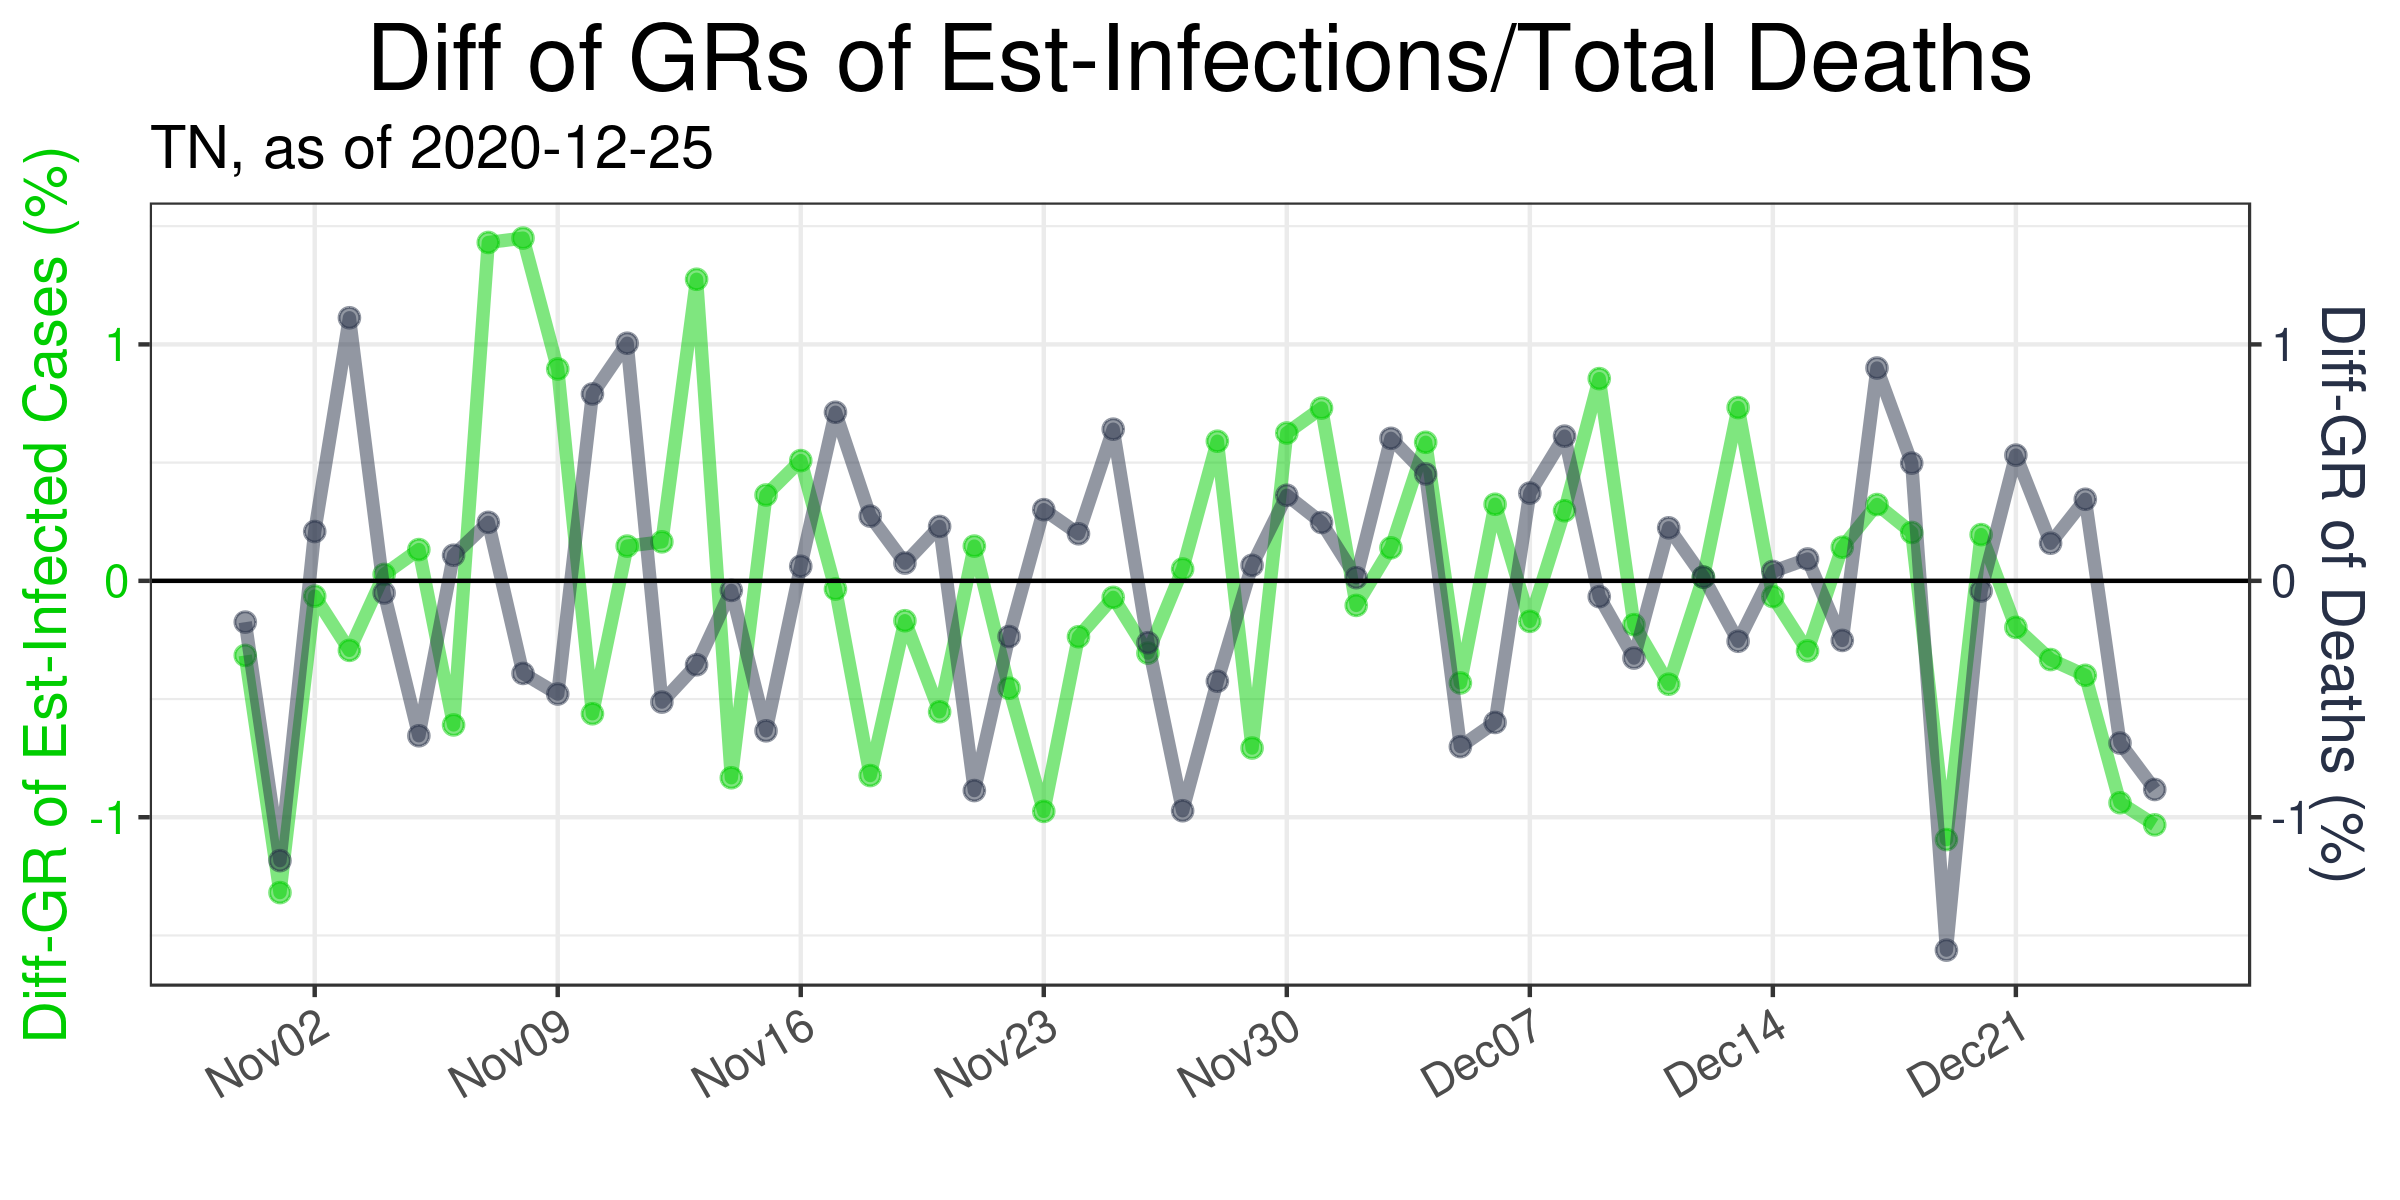 Diff of GRs of Est-Infections/Total Deaths
TN, as of 2020-12-25
Diff-GR of Est-Infected Cases (%)
1
0
-1
1
0
-1
Diff-GR of Deaths (%)
Nov02
Nov09
Nov16
Nov23
Nov30
Dec07
Dec14
Dec21